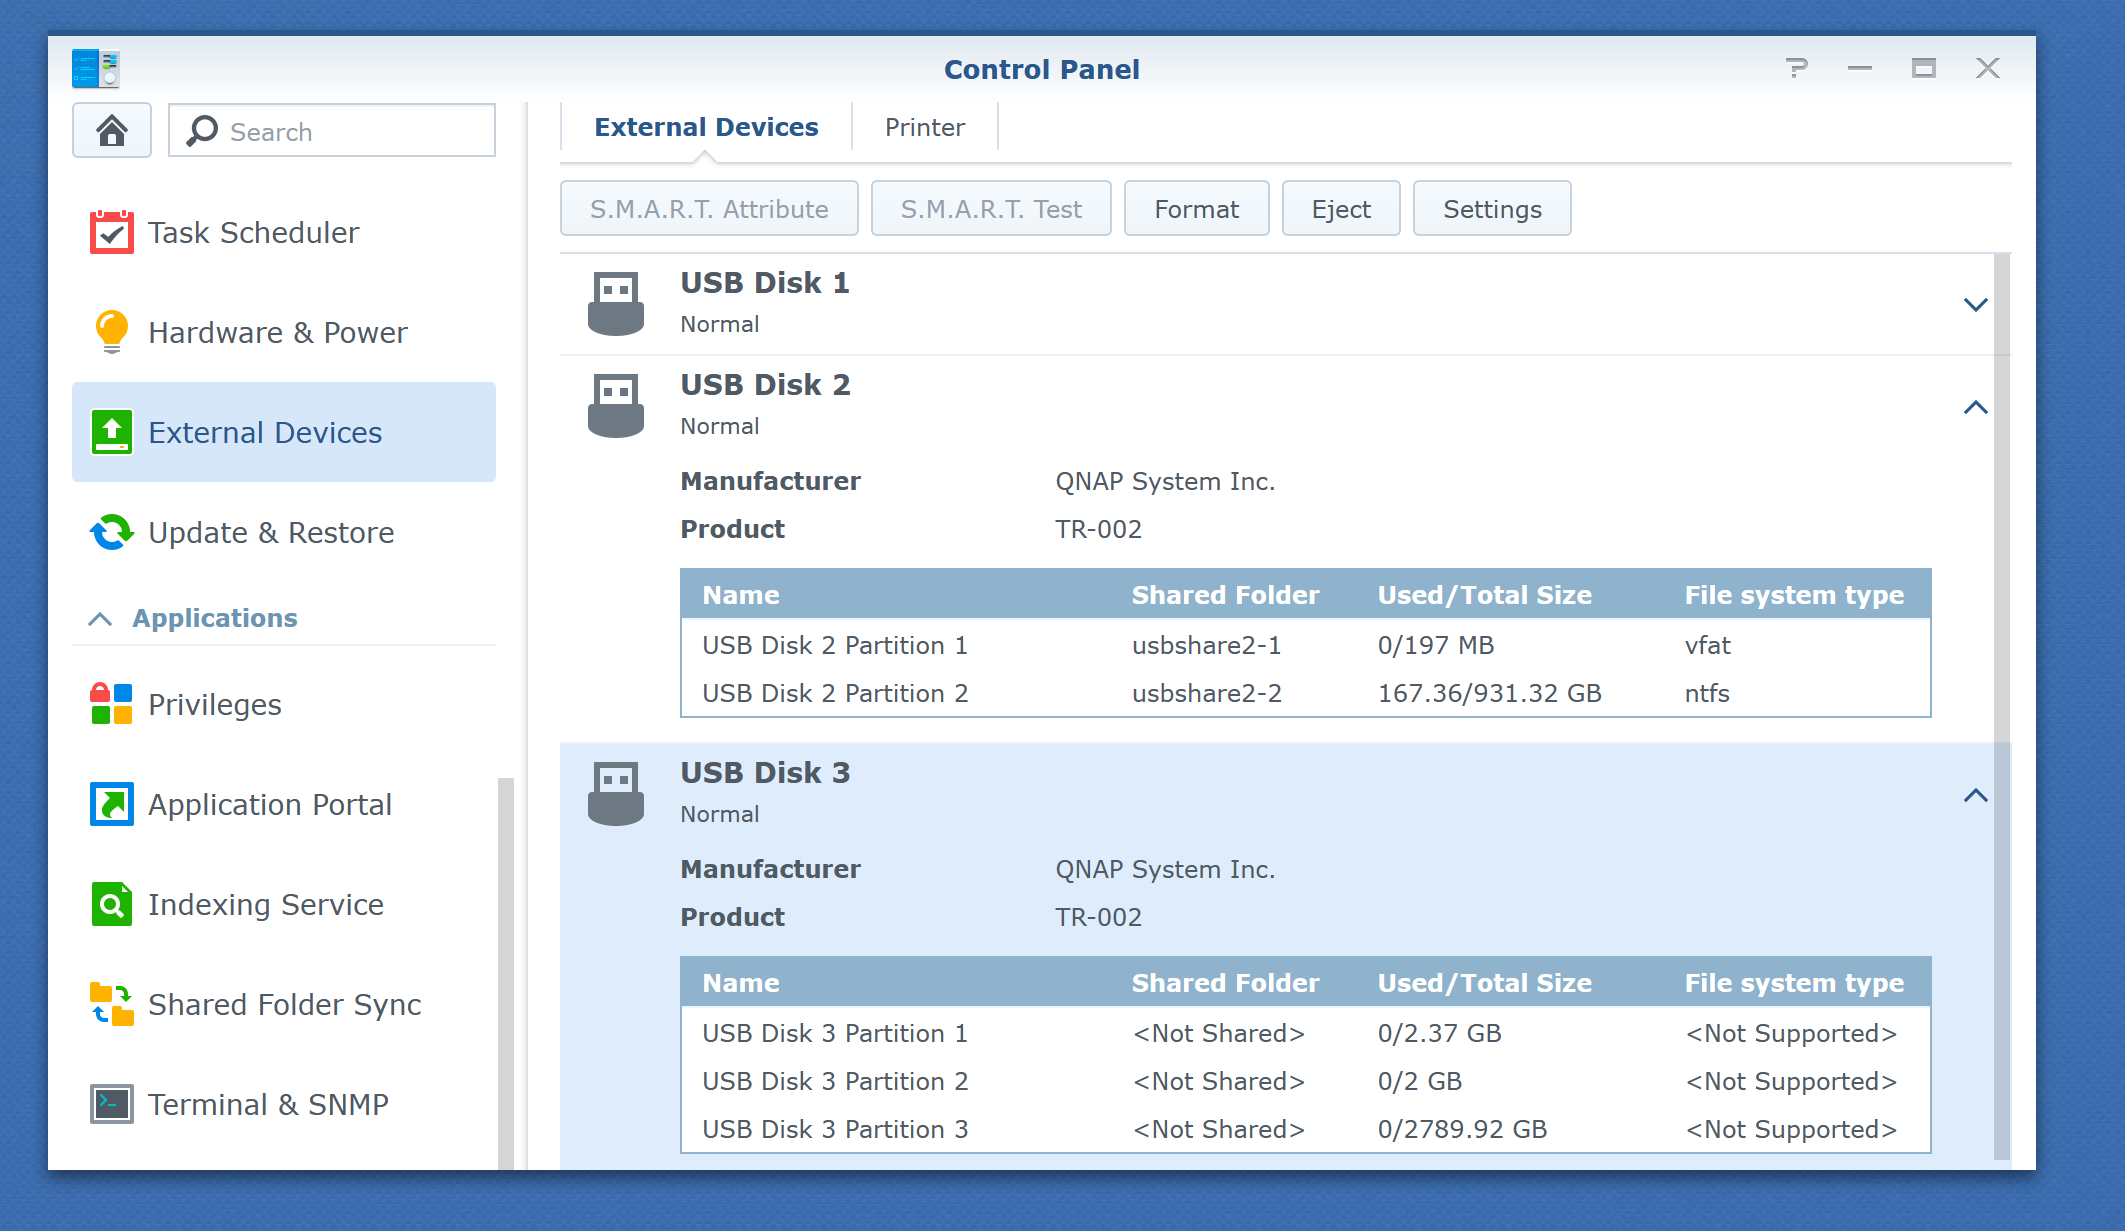 Control Panel
Search
External Devices
Printer
S.M.A.R.T. Attribute
S.M.A.R.T. Test
Format
Eject
Settings
Task Scheduler
Hardware & Power
External Devices
Update & Restore
Applications
Privileges
Application Portal
Indexing Service
Shared Folder Sync
Terminal & SNMP
USB Disk 1
Normal
USB Disk 2
Normal
Manufacturer QNAP System Inc.
Product TR-002
Name Shared Folder Used/Total Size File system type
USB Disk 2 Partition 1 usbshare2-1 0/197 MB vfat
USB Disk 2 Partition 2 usbshare2-2 167.36/931.32 GB ntfs
USB Disk 3
Normal
Manufacturer QNAP System Inc.
Product TR-002
Name Shared Folder Used/Total Size File system type
USB Disk 3 Partition 1 <Not Shared> 0/2.37 GB <Not Supported>
USB Disk 3 Partition 2 <Not Shared> 0/2 GB <Not Supported>
USB Disk 3 Partition 3 <Not Shared> 0/2789.92 GB <Not Supported>